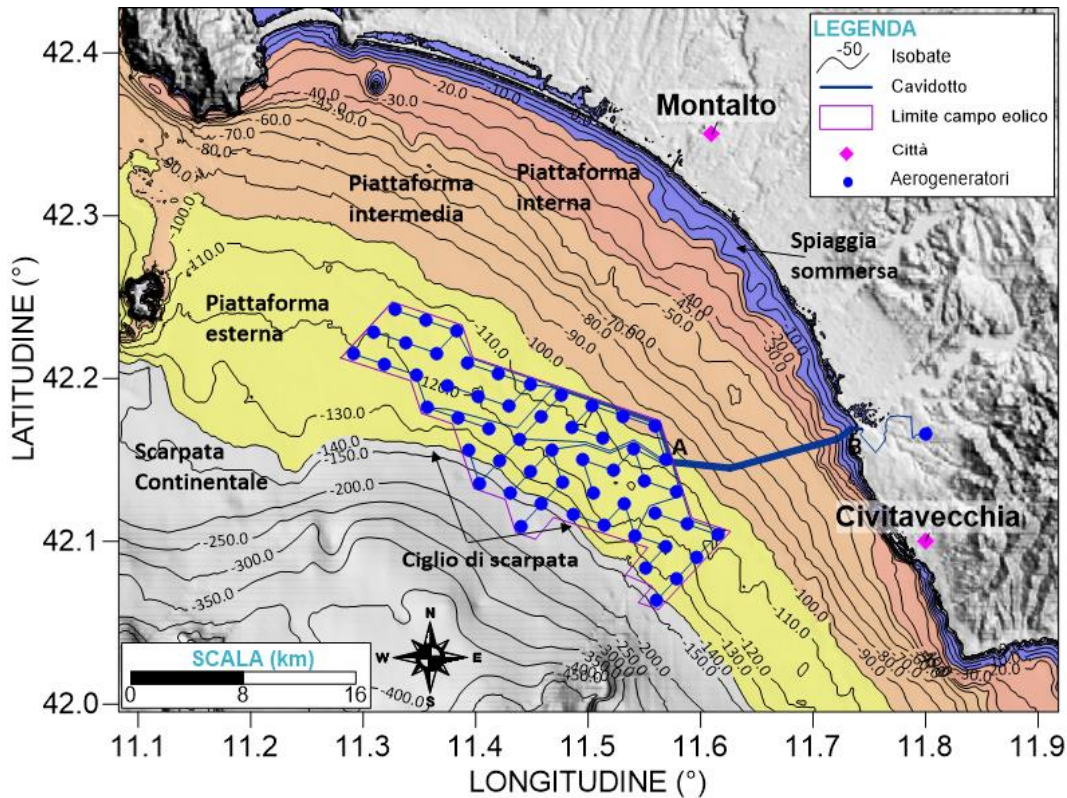 LEGENDA
-50
Isobate
Cavidotto
Limite campo eolico
Città
Aerogeneratori
Montalto
Piattaforma
interna
Piattaforma
intermedia
Spiaggia
sommersa
Piattaforma
esterna
Scarpata
Continentale
Ciglio di scarpata
A
B
Civitavecchia
-10.0
-20.0
-30.0
-40.0
-45.0
-50.0
-60.0
-70.0
-80.0
-90.0
-100.0
-110.0
-120.0
-130.0
-140.0
-150.0
-200.0
-250.0
-300.0
-350.0
-400.0
N
W
E
S
SCALA (km)
0 8 16
LATITUDINE (°)
42.4
42.3
42.2
42.1
42.0
11.1 11.2 11.3 11.4 11.5 11.6 11.7 11.8 11.9
LONGITUDINE (°)